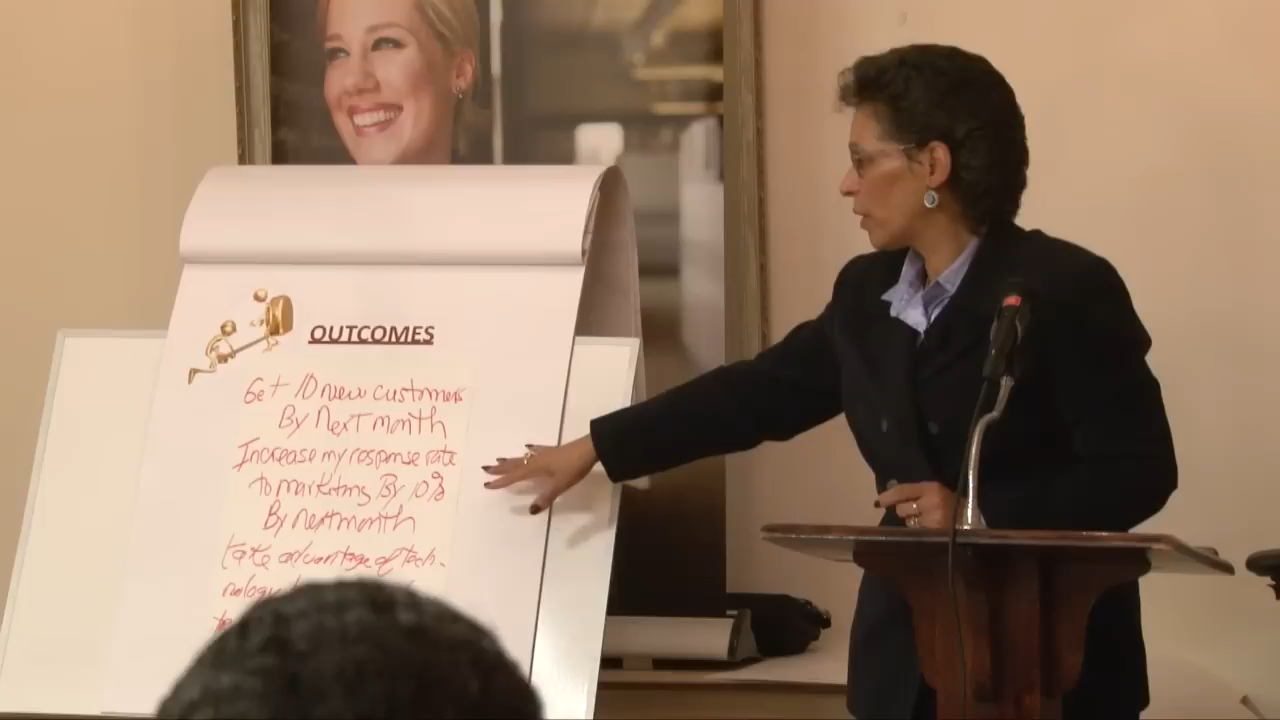 OUTCOMES
Get 10 new customers
By Next month
Increase my response rate
to marketing By 10%
By next month
take advantage of tech-
nology